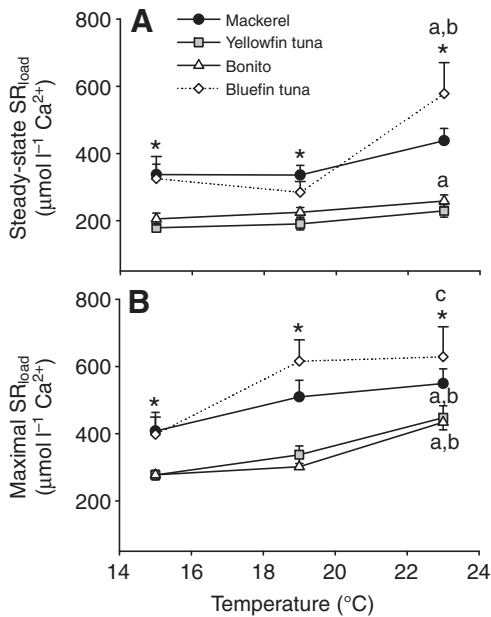 A
800
600
400
200
Steady-state SRload
(μmol l⁻¹ Ca²⁺)
Mackerel
Yellowfin tuna
Bonito
Bluefin tuna
*
*
a,b
*
a
B
800
600
400
200
Maximal SRload
(μmol l⁻¹ Ca²⁺)
*
*
c
*
a,b
a,b
14 16 18 20 22 24
Temperature (°C)